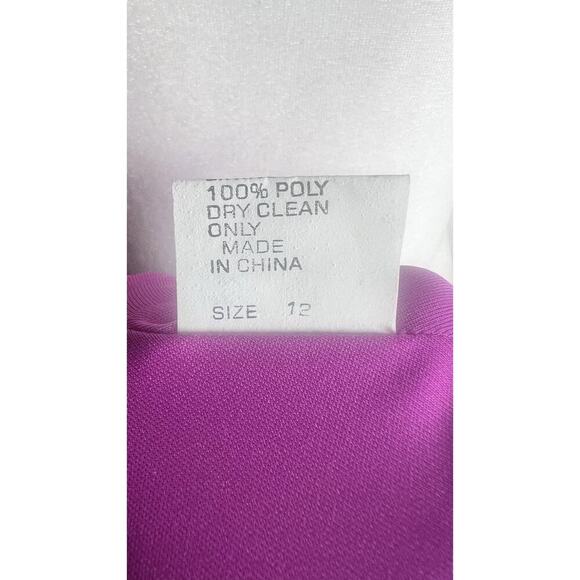 100% POLY
DRY CLEAN
ONLY
MADE
IN CHINA
SIZE 12